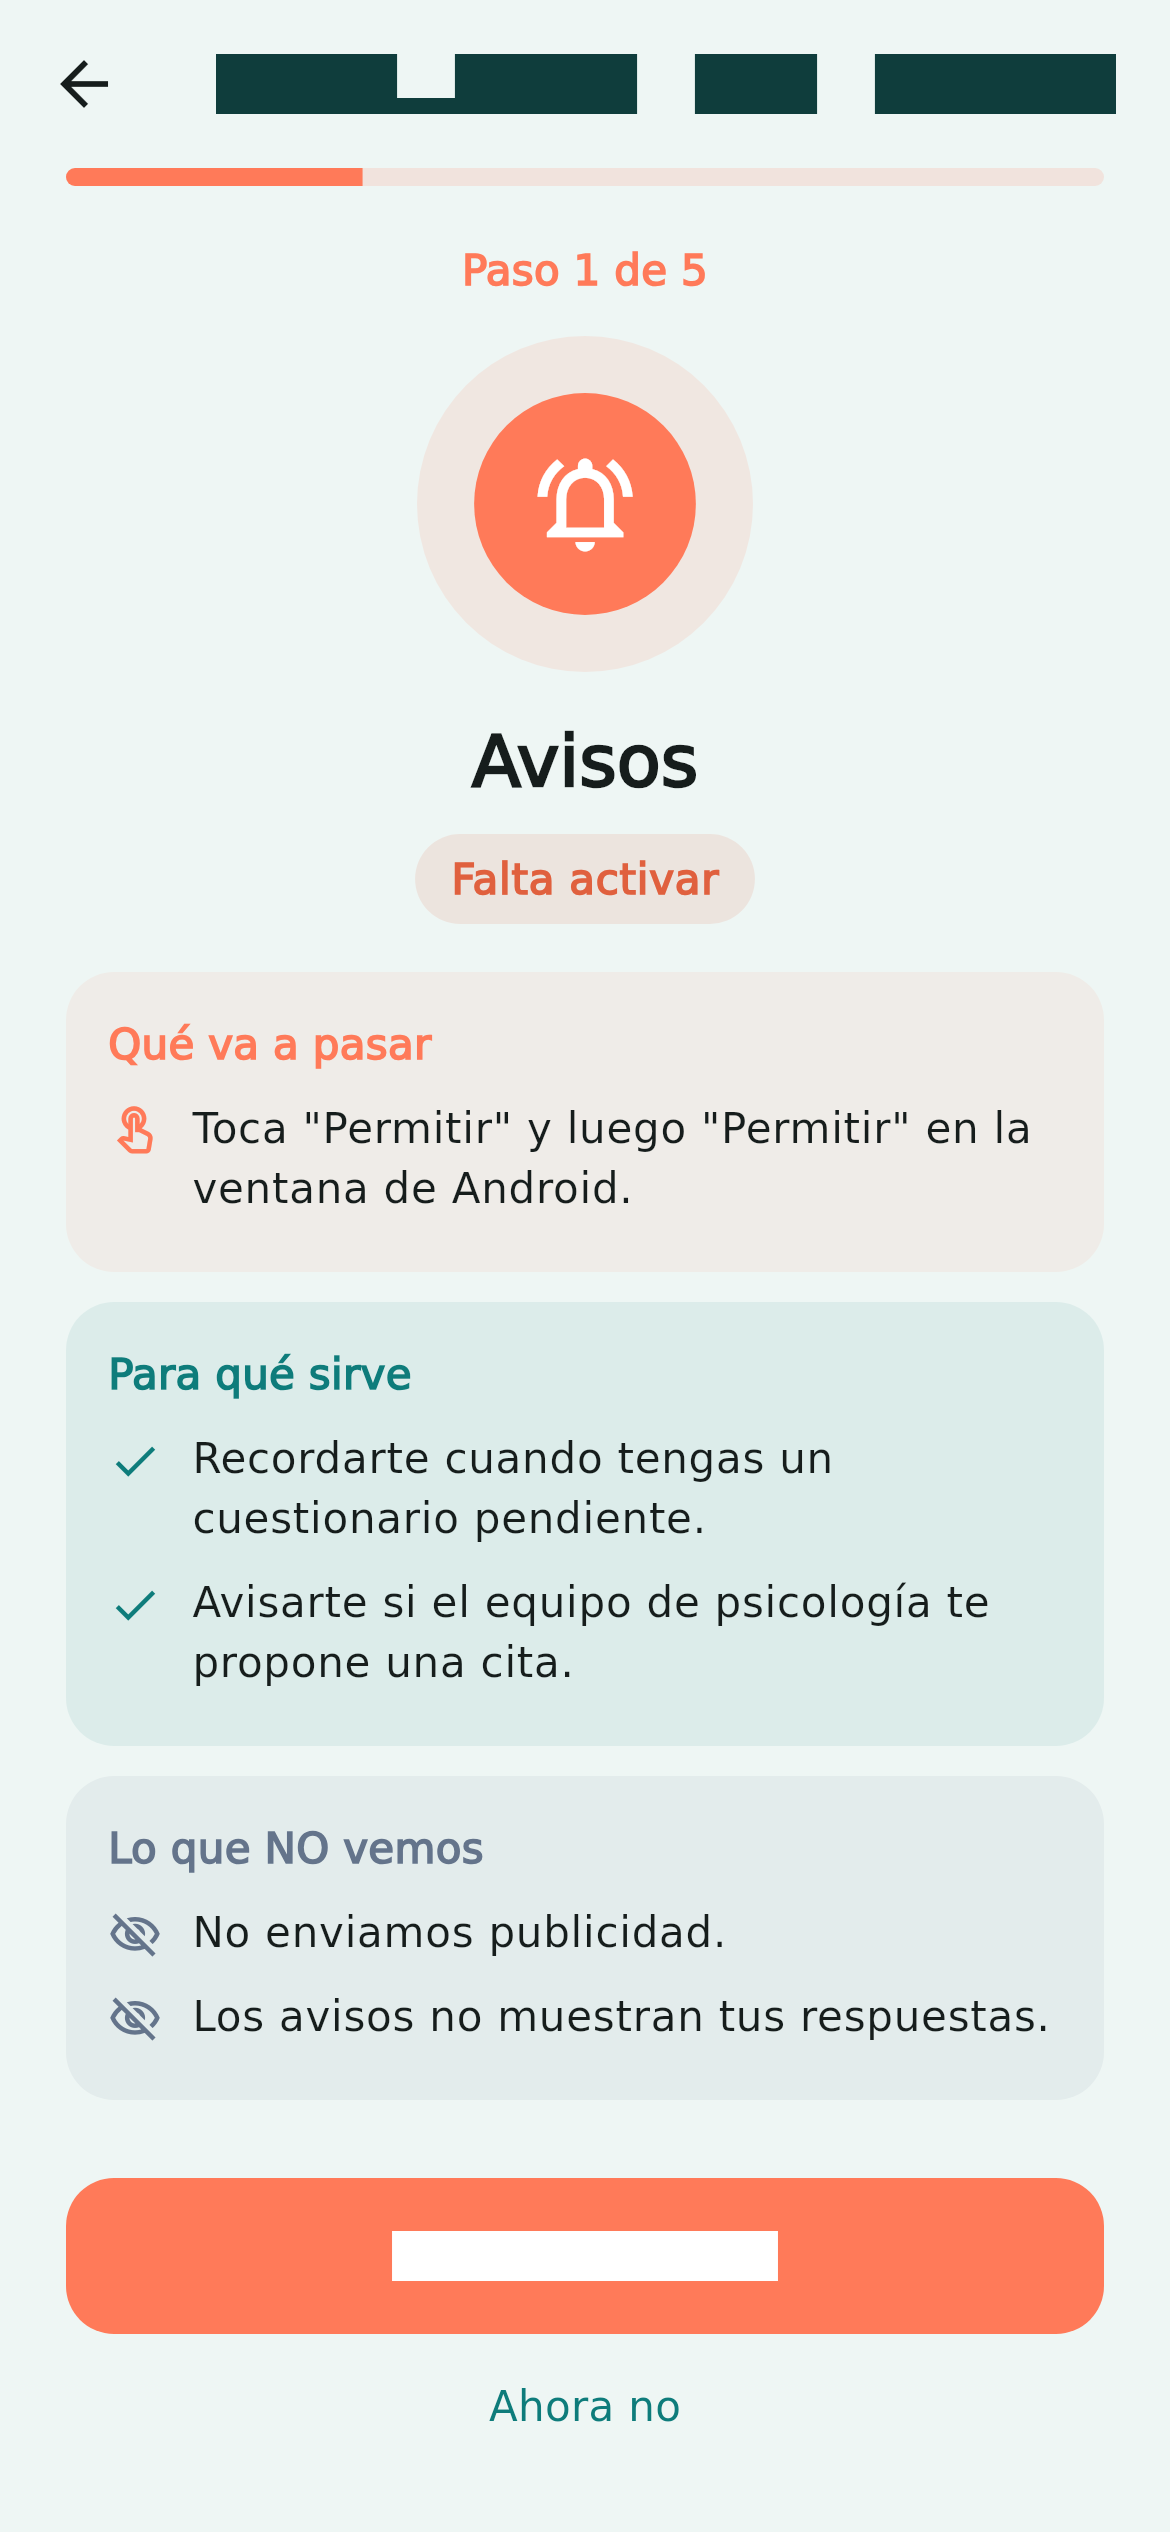 Paso 1 de 5
Avisos
Falta activar
Qué va a pasar
Toca "Permitir" y luego "Permitir" en la
ventana de Android.
Para qué sirve
Recordarte cuando tengas un
cuestionario pendiente.
Avisarte si el equipo de psicología te
propone una cita.
Lo que NO vemos
No enviamos publicidad.
Los avisos no muestran tus respuestas.
Ahora no